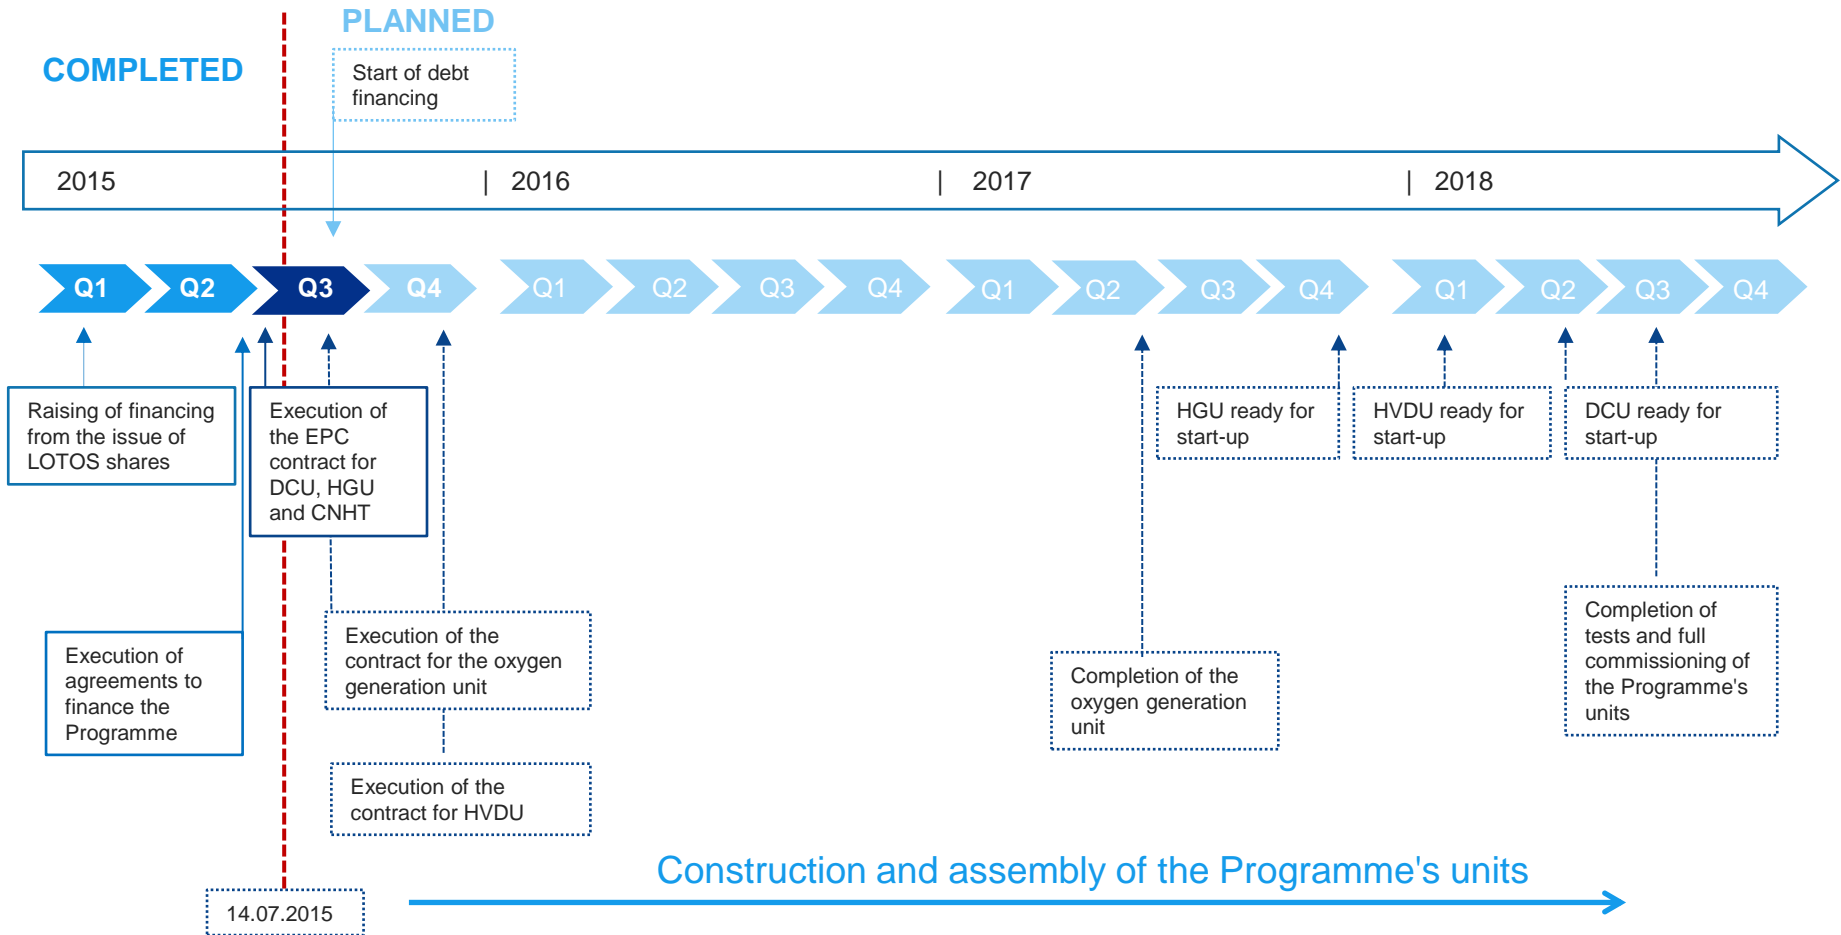 PLANNED
COMPLETED
Start of debt
financing
2015 | 2016 | 2017 | 2018
Q1 Q2 Q3 Q4 Q1 Q2 Q3 Q4 Q1 Q2 Q3 Q4 Q1 Q2 Q3 Q4
Raising of financing
from the issue of
LOTOS shares
Execution of
the EPC
contract for
DCU, HGU
and CNHT
HGU ready for
start-up
HVDU ready for
start-up
DCU ready for
start-up
Execution of
agreements to
finance the
Programme
Execution of the
contract for the oxygen
generation unit
Completion of the
oxygen generation
unit
Completion of
tests and full
commissioning of
the Programme's
units
Execution of the
contract for HVDU
Construction and assembly of the Programme's units
14.07.2015